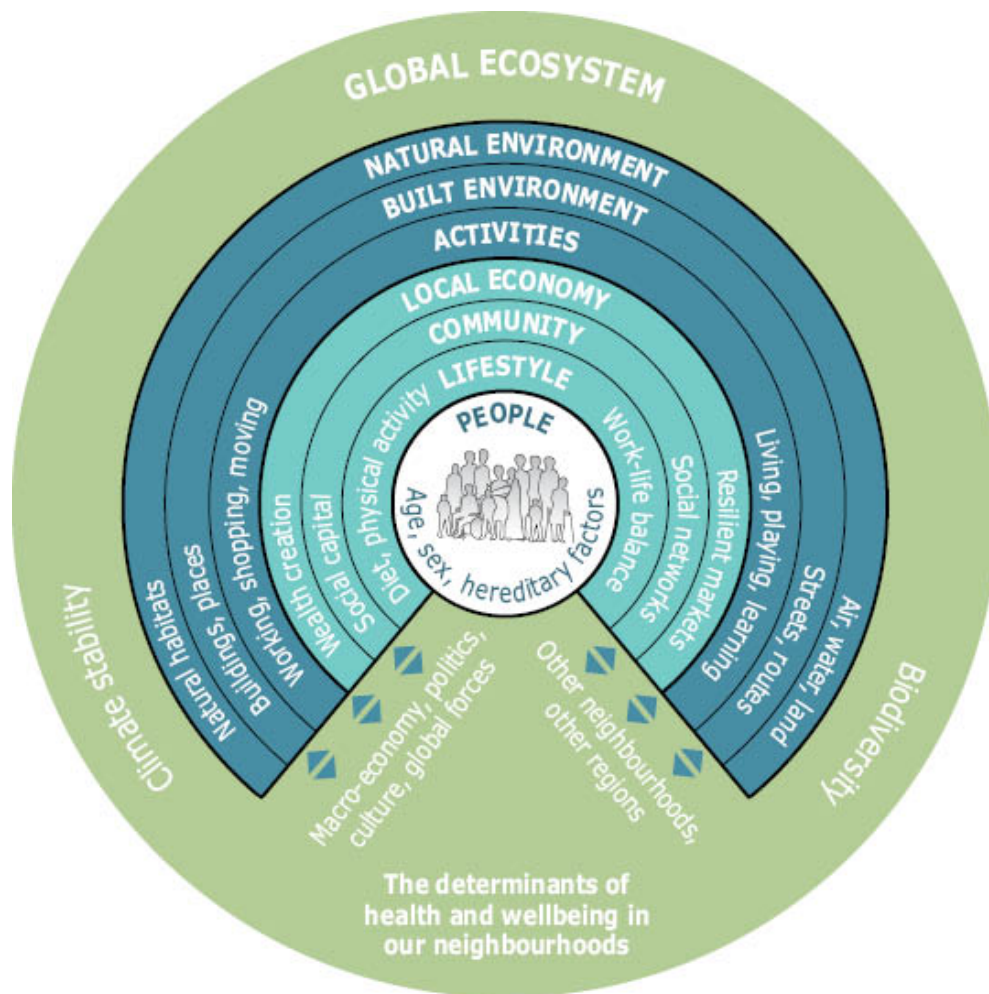 GLOBAL ECOSYSTEM
NATURAL ENVIRONMENT
BUILT ENVIRONMENT
ACTIVITIES
LOCAL ECONOMY
COMMUNITY
LIFESTYLE
PEOPLE
Age, sex, hereditary factors
Diet, physical activity
Work-life balance
Social capital
Social networks
Wealth creation
Resilient markets
Working, shopping, moving
Living, playing, learning
Buildings, places
Streets, routes
Natural habitats
Air, water, land
Climate stability
Biodiversity
Macro-economy, politics,
culture, global forces
Other neighbourhoods,
other regions
The determinants of
health and wellbeing in
our neighbourhoods